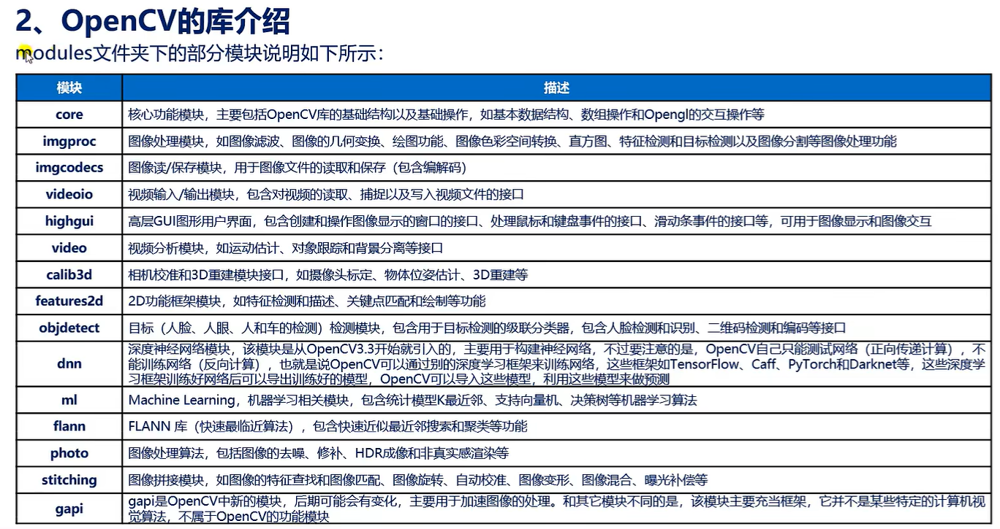 2、OpenCV的库介绍
modules文件夹下的部分模块说明如下所示：
模块 描述
core 核心功能模块，主要包括OpenCV库的基础结构以及基础操作，如基本数据结构、数组操作和Opengl的交互操作等
imgproc 图像处理模块，如图像滤波、图像的几何变换、绘图功能、图像色彩空间转换、直方图、特征检测和目标检测以及图像分割等图像处理功能
imgcodecs 图像读/保存模块，用于图像文件的读取和保存（包含编解码）
videoio 视频输入/输出模块，包含对视频的读取、捕捉以及写入视频文件的接口
highgui 高层GUI图形用户界面，包含创建和操作图像显示的窗口的接口、处理鼠标和键盘事件的接口、滑动条事件的接口等，可用于图像显示和图像交互
video 视频分析模块，如运动估计、对象跟踪和背景分离等接口
calib3d 相机校准和3D重建模块接口，如摄像头标定、物体位姿估计、3D重建等
features2d 2D功能框架模块，如特征检测和描述、关键点匹配和绘制等功能
objdetect 目标（人脸、人眼、人和车的检测）检测模块，包含用于目标检测的级联分类器，包含人脸检测和识别、二维码检测和编码等接口
dnn 深度神经网络模块，该模块是从OpenCV3.3开始就引入的，主要用于构建神经网络，不过要注意的是，OpenCV自己只能测试网络（正向传递计算），不
能训练网络（反向计算），也就是说OpenCV可以通过别的深度学习框架来训练网络，这些框架如TensorFlow、Caff、PyTorch和Darknet等，这些深度学
习框架训练好网络后可以导出训练好的模型，OpenCV可以导入这些模型，利用这些模型来做预测
ml Machine Learning，机器学习相关模块，包含统计模型K最近邻、支持向量机、决策树等机器学习算法
flann FLANN 库（快速最临近算法），包含快速近似最近邻搜索和聚类等功能
photo 图像处理算法，包括图像的去噪、修补、HDR成像和非真实感渲染等
stitching 图像拼接模块，如图像的特征查找和图像匹配、图像旋转、自动校准、图像变形、图像混合、曝光补偿等
gapi gapi是OpenCV中新的模块，后期可能会有变化，主要用于加速图像的处理。和其它模块不同的是，该模块主要充当框架，它并不是某些特定的计算机视
觉算法，不属于OpenCV的功能模块